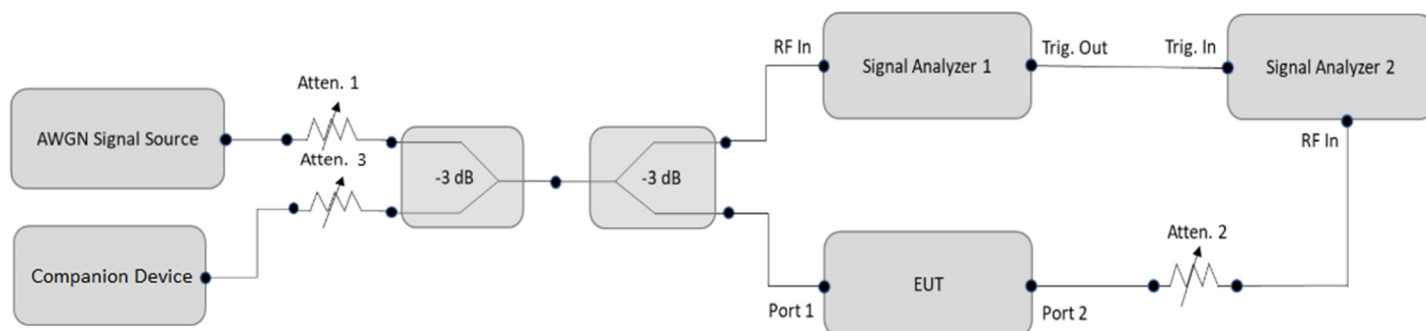 RF In
Signal Analyzer 1
Trig. Out
Trig. In
Signal Analyzer 2
Atten. 1
AWGN Signal Source
RF In
Atten. 3
-3 dB
-3 dB
Companion Device
Atten. 2
EUT
Port 1
Port 2